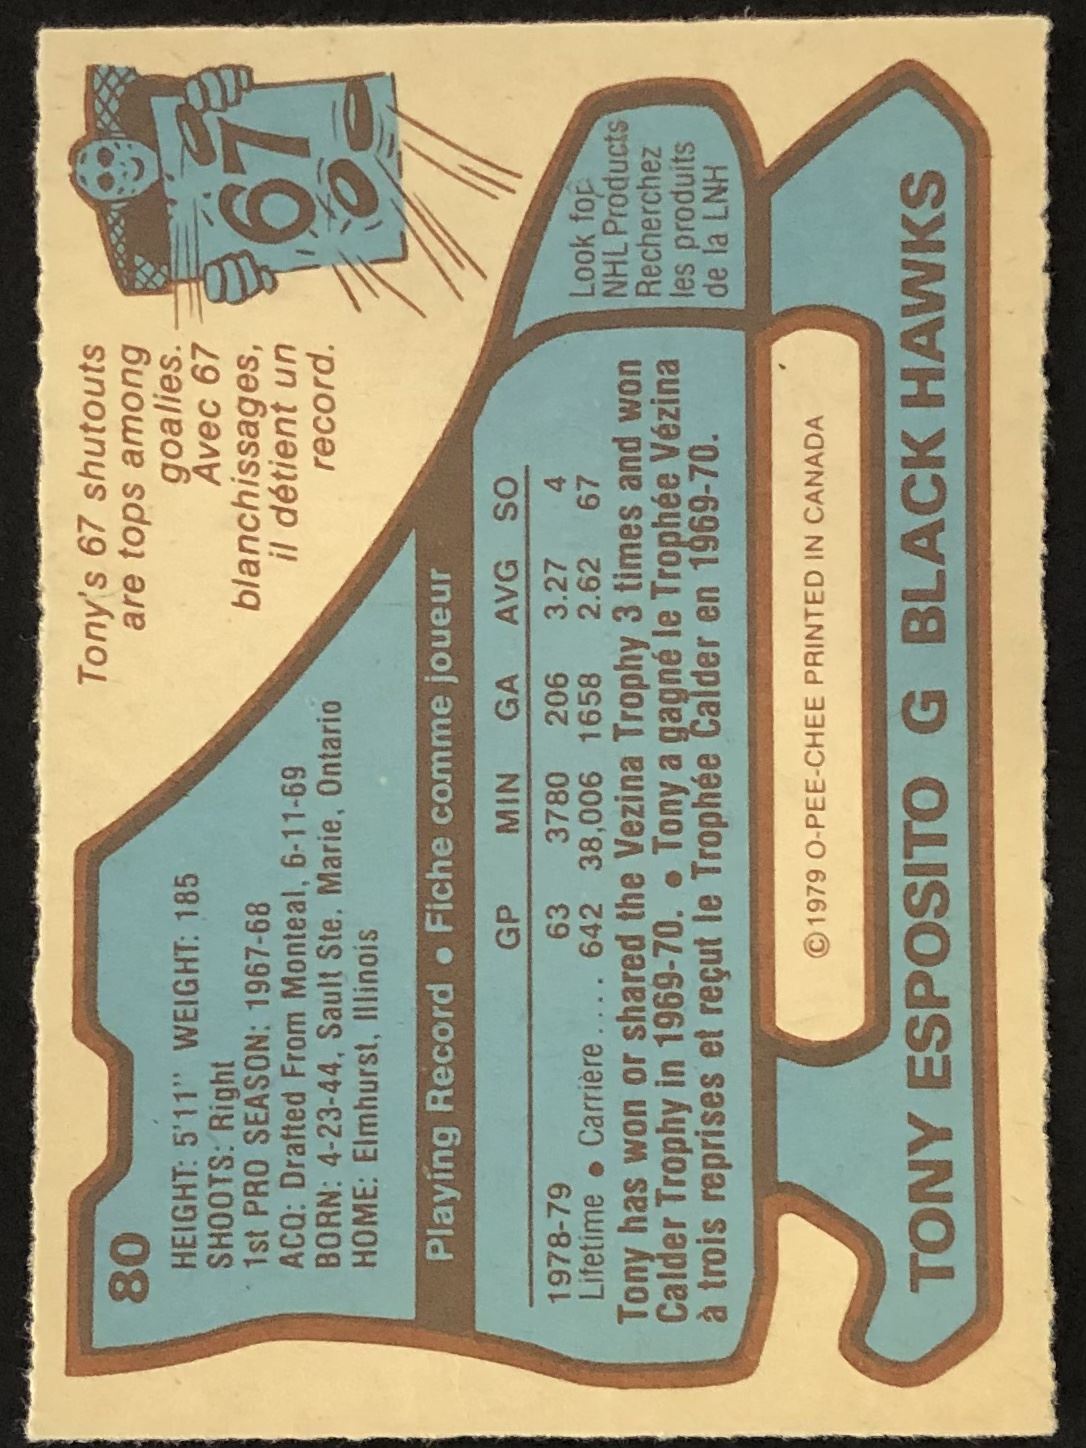 80
HEIGHT: 5'11" WEIGHT: 185
SHOOTS: Right
1st PRO SEASON: 1967-68
ACQ: Drafted From Monteal, 6-11-69
BORN: 4-23-44, Sault Ste. Marie, Ontario
HOME: Elmhurst, Illinois
Tony's 67 shutouts
are tops among
goalies.
Avec 67
blanchissages,
il détient un
record.
67
Playing Record • Fiche comme joueur
GP MIN GA AVG SO
1978-79 63 3780 206 3.27 4
Lifetime • Carrière.... 642 38,006 1658 2.62 67
Tony has won or shared the Vezina Trophy 3 times and won
Calder Trophy in 1969-70. • Tony a gagné le Trophée Vézina
à trois reprises et reçut le Trophée Calder en 1969-70.
Look for
NHL Products
Recherchez
les produits
de la LNH
©1979 O-PEE-CHEE PRINTED IN CANADA
TONY ESPOSITO G BLACK HAWKS